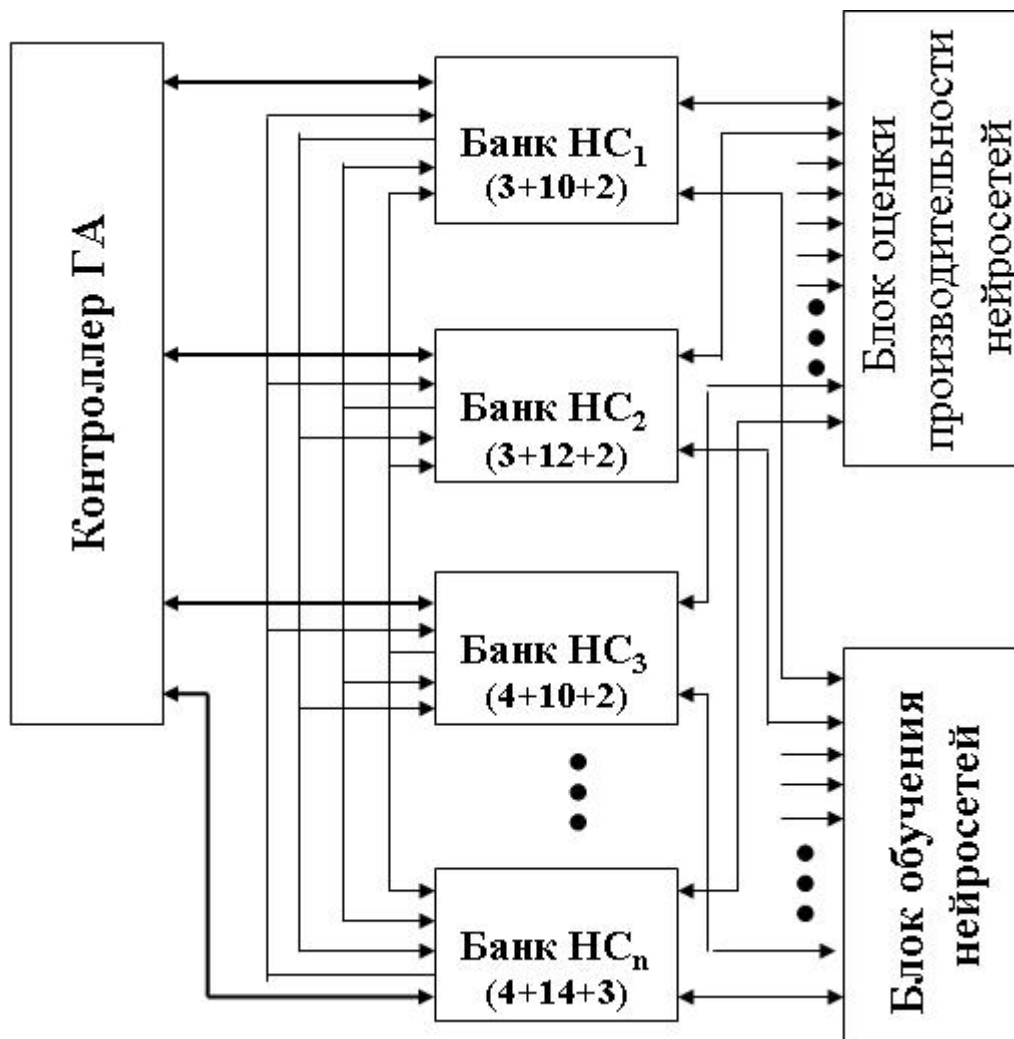 Контроллер ГА
Банк НС₁
(3+10+2)
Банк НС₂
(3+12+2)
Банк НС₃
(4+10+2)
Банк НСₙ
(4+14+3)
Блок оценки
производительности
нейросетей
Блок обучения
нейросетей